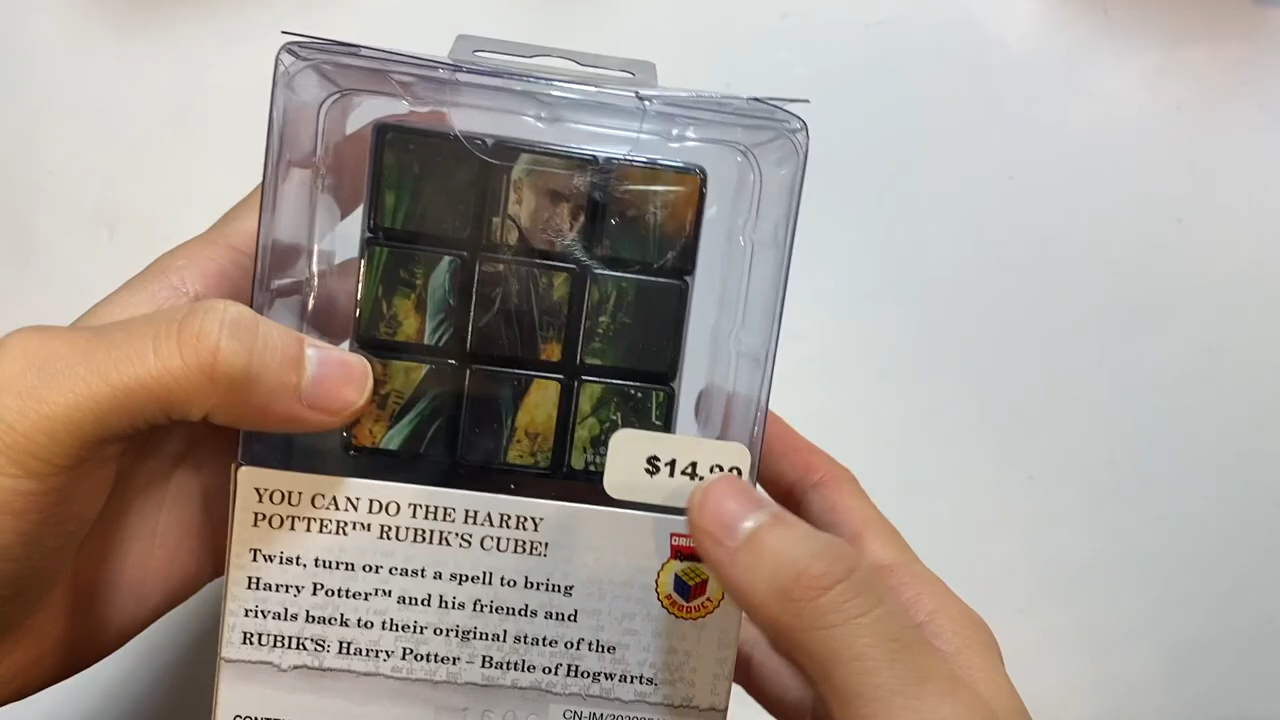 YOU CAN DO THE HARRY
POTTER™ RUBIK'S CUBE!
Twist, turn or cast a spell to bring
Harry Potter™ and his friends and
rivals back to their original state of the
RUBIK'S: Harry Potter – Battle of Hogwarts.
PRODUCT